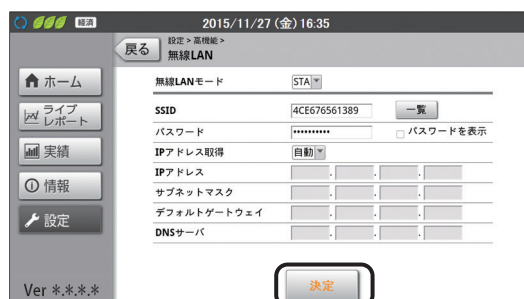 経済
2015/11/27 (金) 16:35
戻る
設定 > 高機能 >
無線LAN
ホーム
ライブ
レポート
実績
情報
設定
Ver *.*.*.*
無線LANモード STA
SSID 4CE676561389 一覧
パスワード •••••••••• パスワードを表示
IPアドレス取得 自動
IPアドレス . . .
サブネットマスク . . .
デフォルトゲートウェイ . . .
DNSサーバ . . .
決定